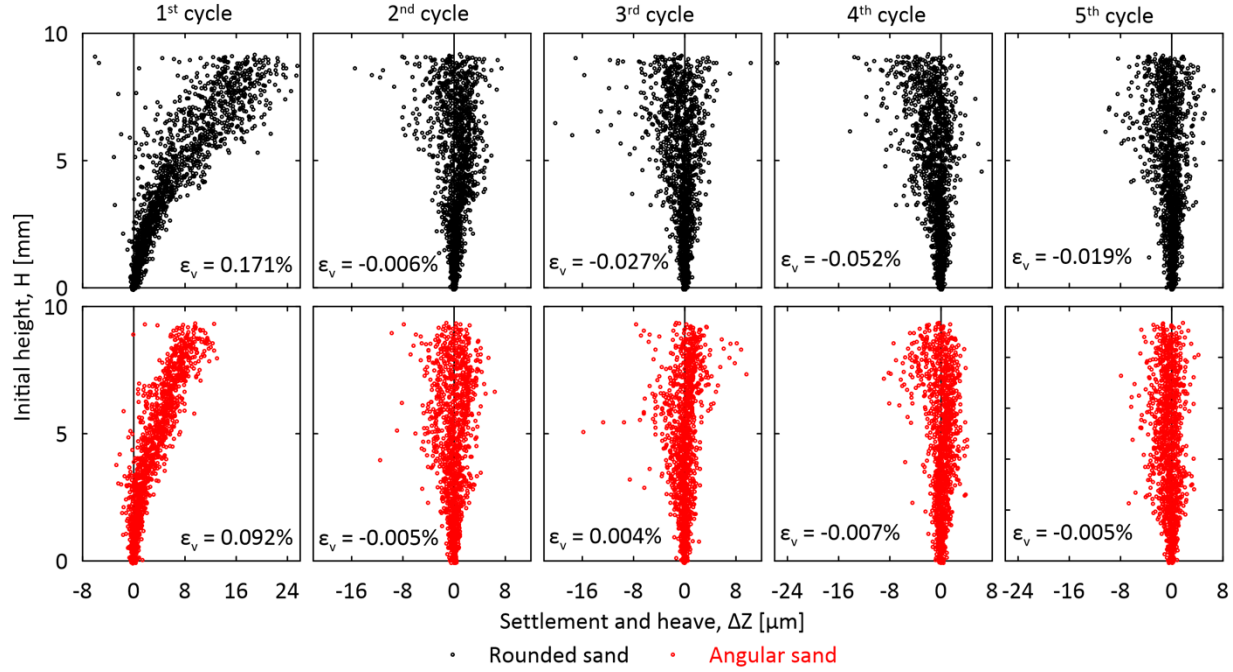 1st cycle 2nd cycle 3rd cycle 4th cycle 5th cycle
10
5
0
εv = 0.171% εv = -0.006% εv = -0.027% εv = -0.052% εv = -0.019%
Initial height, H [mm]
10
5
0
εv = 0.092% εv = -0.005% εv = 0.004% εv = -0.007% εv = -0.005%
-8 0 8 16 24 -16 -8 0 8 -16 -8 0 8 -24 -16 -8 0 8 -24 -16 -8 0 8
Settlement and heave, ΔZ [μm]
Rounded sand Angular sand